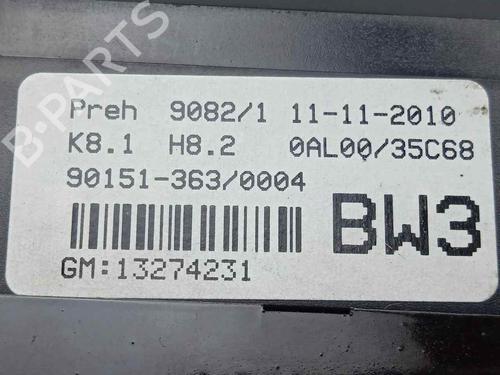 B-PARTS
Preh 9082/1 11-11-2010
K8.1 H8.2 0AL00/35C68
90151-363/0004
BW3
GM:13274231